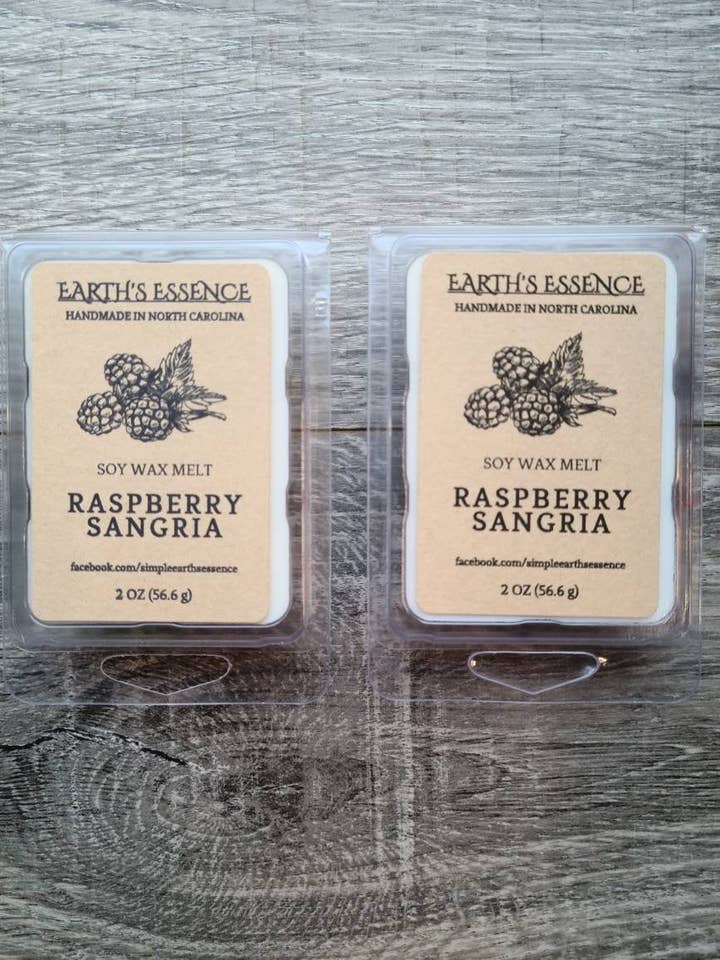 EARTH'S ESSENCE
HANDMADE IN NORTH CAROLINA
SOY WAX MELT
RASPBERRY
SANGRIA
facebook.com/simpleearthsessence
2 OZ (56.6 g)
EARTH'S ESSENCE
HANDMADE IN NORTH CAROLINA
SOY WAX MELT
RASPBERRY
SANGRIA
facebook.com/simpleearthsessence
2 OZ (56.6 g)